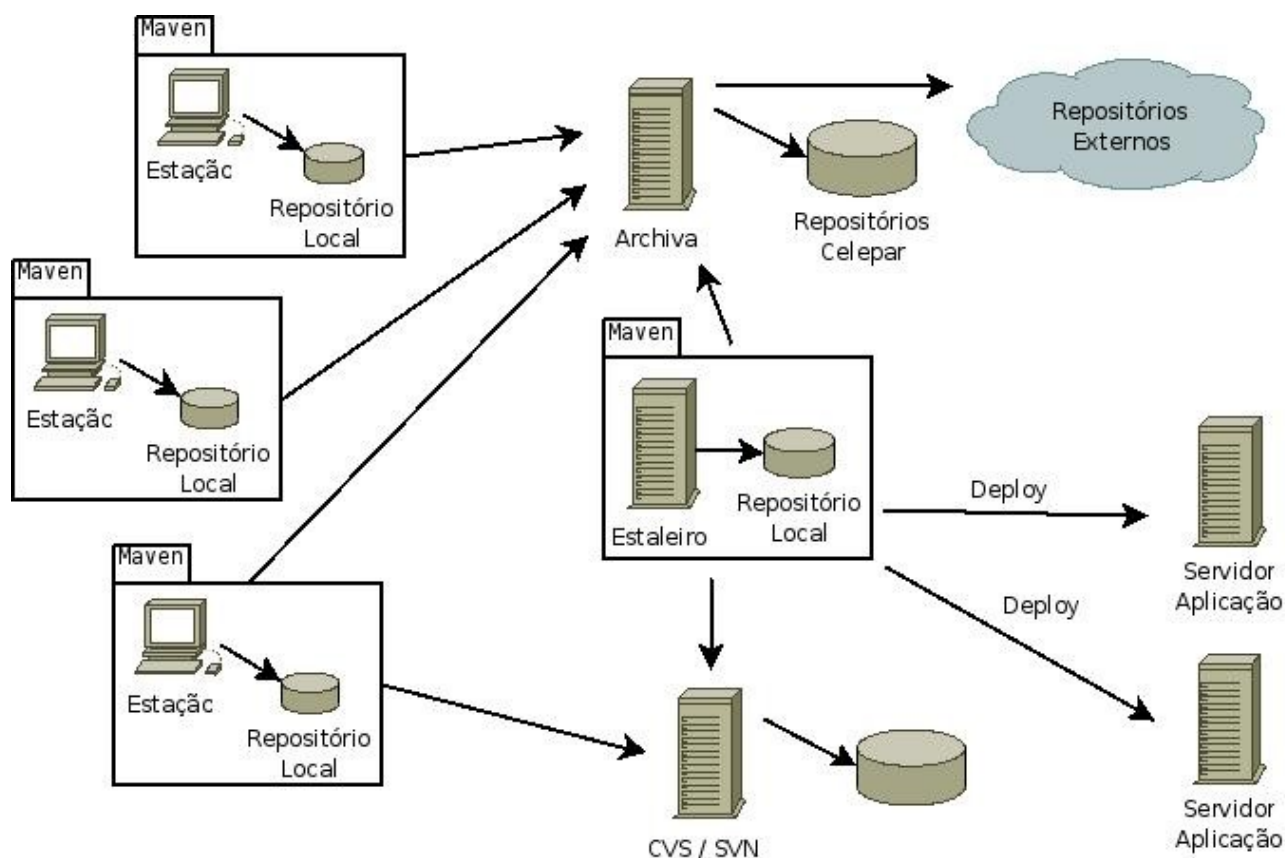 Maven
Estaçãc
Repositório
Local
Archiva
Repositórios
Celepar
Repositórios
Externos
Maven
Estaçãc
Repositório
Local
Maven
Estaleiro
Repositório
Local
Deploy
Deploy
Servidor
Aplicação
Servidor
Aplicação
Maven
Estaçãc
Repositório
Local
CVS / SVN